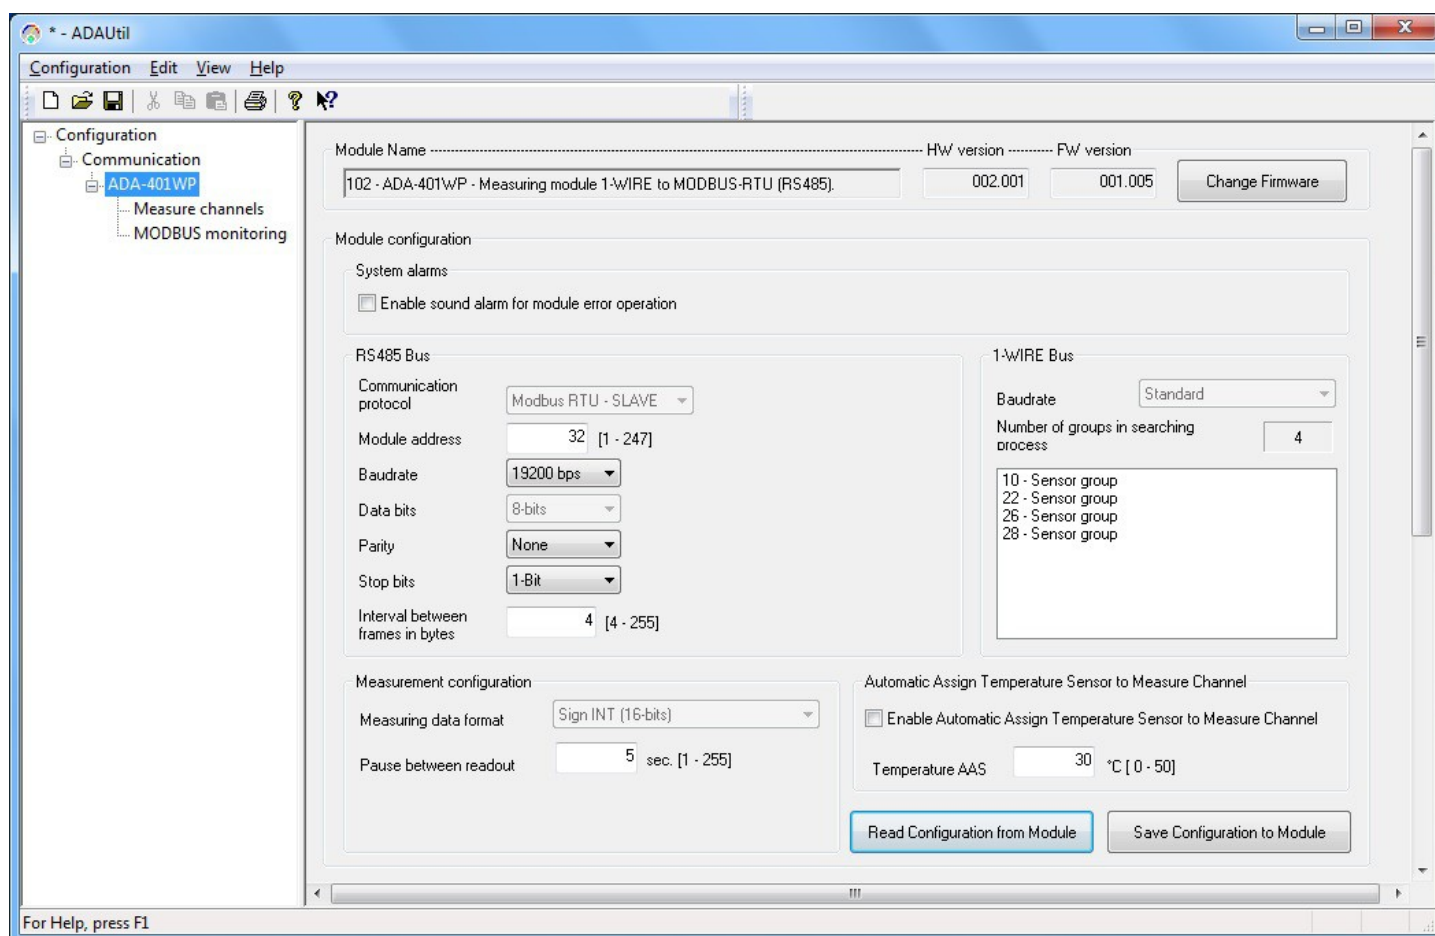 * - ADAUtil
Configuration Edit View Help
Configuration
Communication
ADA-401WP
Measure channels
MODBUS monitoring
Module Name HW version FW version
102 - ADA-401WP - Measuring module 1-WIRE to MODBUS-RTU (RS485). 002.001 001.005 Change Firmware
Module configuration
System alarms
Enable sound alarm for module error operation
RS485 Bus
Communication
protocol
Modbus RTU - SLAVE
Module address 32 [1 - 247]
Baudrate 19200 bps
Data bits 8-bits
Parity None
Stop bits 1-Bit
Interval between
frames in bytes
4 [4 - 255]
1-WIRE Bus
Baudrate Standard
Number of groups in searching
process
4
10 - Sensor group
22 - Sensor group
26 - Sensor group
28 - Sensor group
Measurement configuration
Measuring data format Sign INT (16-bits)
Pause between readout 5 sec. [1 - 255]
Automatic Assign Temperature Sensor to Measure Channel
Enable Automatic Assign Temperature Sensor to Measure Channel
Temperature AAS 30 °C [ 0 - 50]
Read Configuration from Module Save Configuration to Module
For Help, press F1